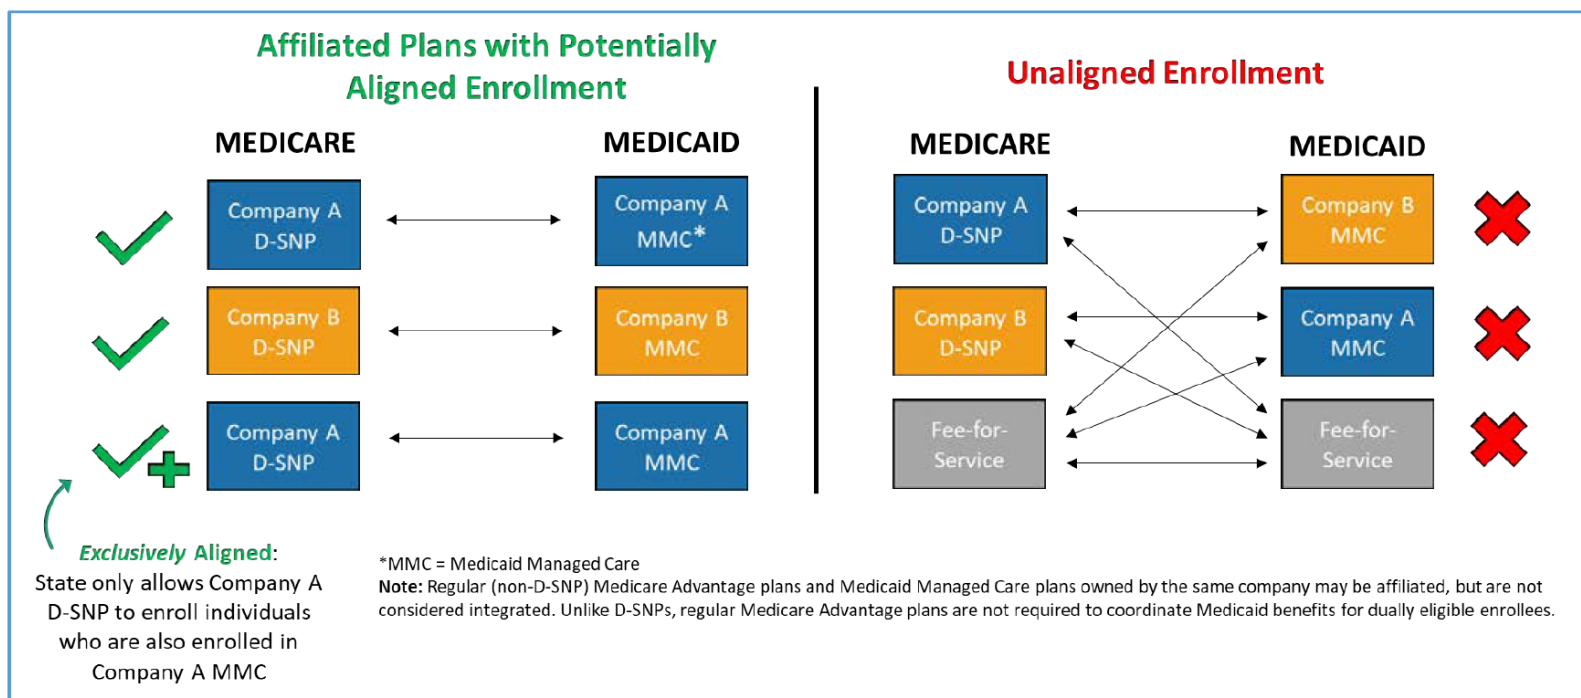 Affiliated Plans with Potentially
Aligned Enrollment
MEDICARE
MEDICAID
Company A
D-SNP
Company A
MMC*
Company B
D-SNP
Company B
MMC
Company A
D-SNP
Company A
MMC
Exclusively Aligned:
State only allows Company A
D-SNP to enroll individuals
who are also enrolled in
Company A MMC
Unaligned Enrollment
MEDICARE
MEDICAID
Company A
D-SNP
Company B
MMC
Company B
D-SNP
Company A
MMC
Fee-for-
Service
Fee-for-
Service
*MMC = Medicaid Managed Care
Note: Regular (non-D-SNP) Medicare Advantage plans and Medicaid Managed Care plans owned by the same company may be affiliated, but are not
considered integrated. Unlike D-SNPs, regular Medicare Advantage plans are not required to coordinate Medicaid benefits for dually eligible enrollees.